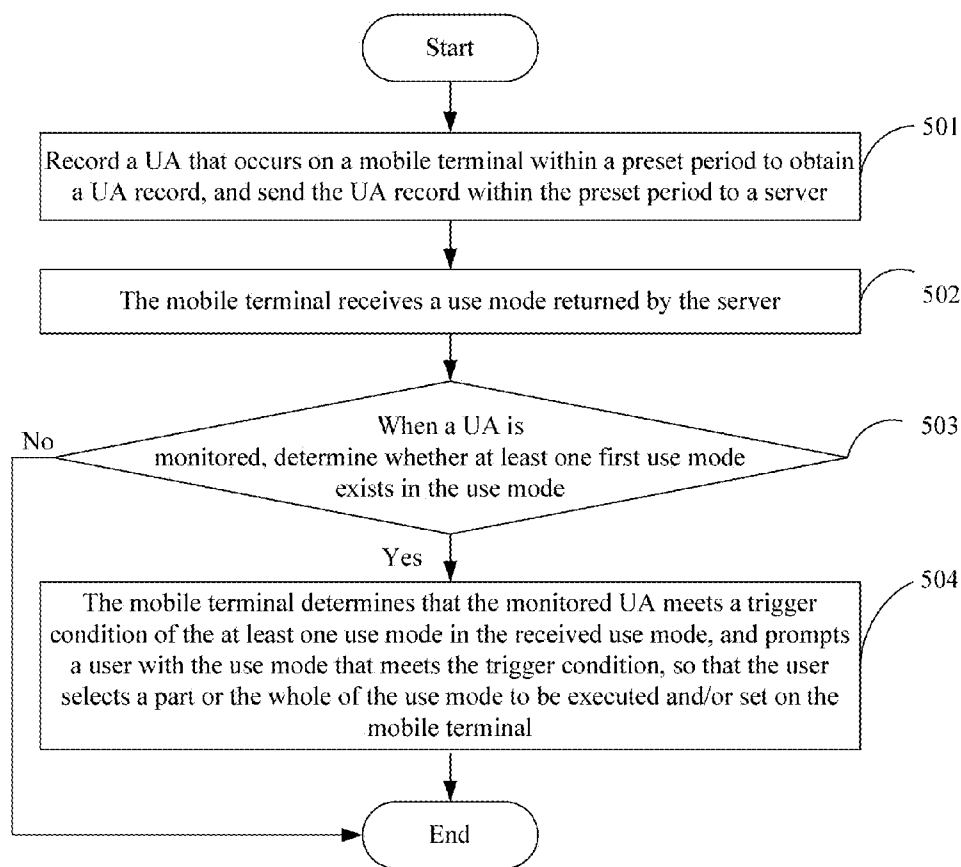 Start
501
Record a UA that occurs on a mobile terminal within a preset period to obtain
a UA record, and send the UA record within the preset period to a server
The mobile terminal receives a use mode returned by the server
502
When a UA is
monitored, determine whether at least one first use mode
exists in the use mode
503
No
Yes
504
The mobile terminal determines that the monitored UA meets a trigger
condition of the at least one use mode in the received use mode, and prompts
a user with the use mode that meets the trigger condition, so that the user
selects a part or the whole of the use mode to be executed and/or set on the
mobile terminal
End